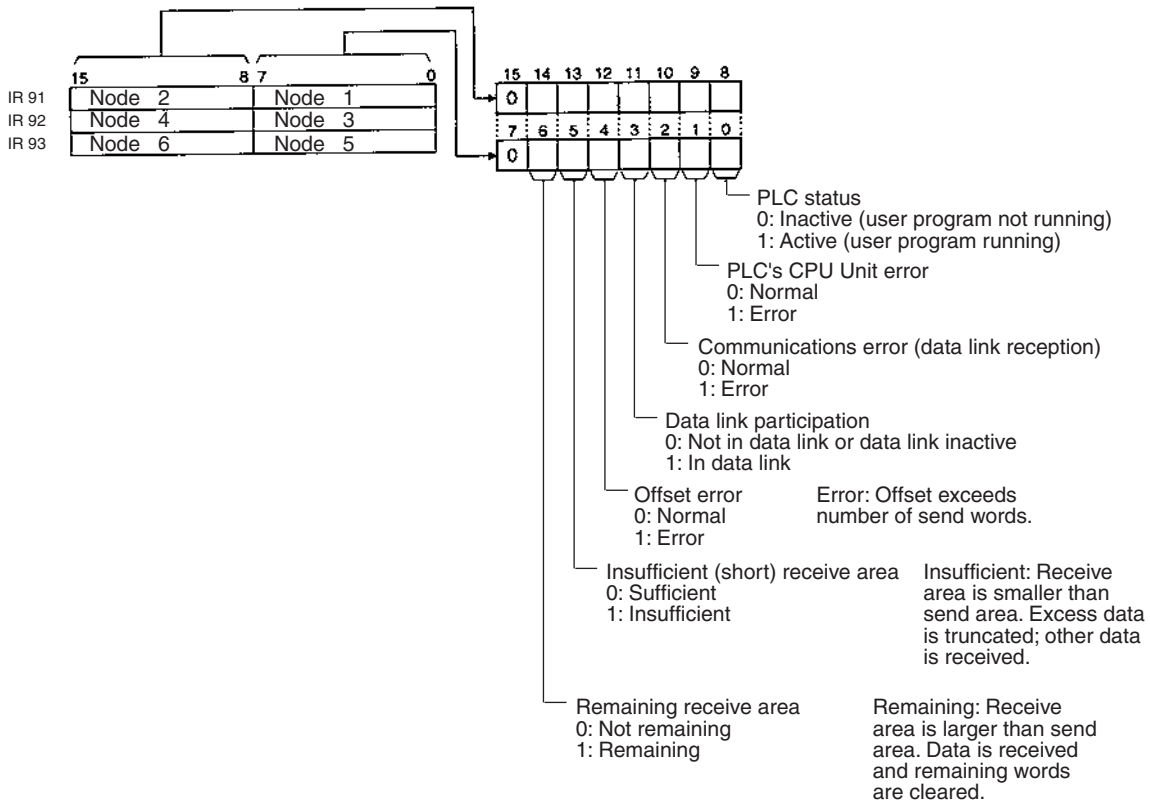 15 8 7 0
IR 91 Node 2 Node 1
IR 92 Node 4 Node 3
IR 93 Node 6 Node 5
15 14 13 12 11 10 9 8
0
7 6 5 4 3 2 1 0
0
PLC status
0: Inactive (user program not running)
1: Active (user program running)
PLC's CPU Unit error
0: Normal
1: Error
Communications error (data link reception)
0: Normal
1: Error
Data link participation
0: Not in data link or data link inactive
1: In data link
Offset error
0: Normal
1: Error
Error: Offset exceeds
number of send words.
Insufficient (short) receive area
0: Sufficient
1: Insufficient
Insufficient: Receive
area is smaller than
send area. Excess data
is truncated; other data
is received.
Remaining receive area
0: Not remaining
1: Remaining
Remaining: Receive
area is larger than send
area. Data is received
and remaining words
are cleared.